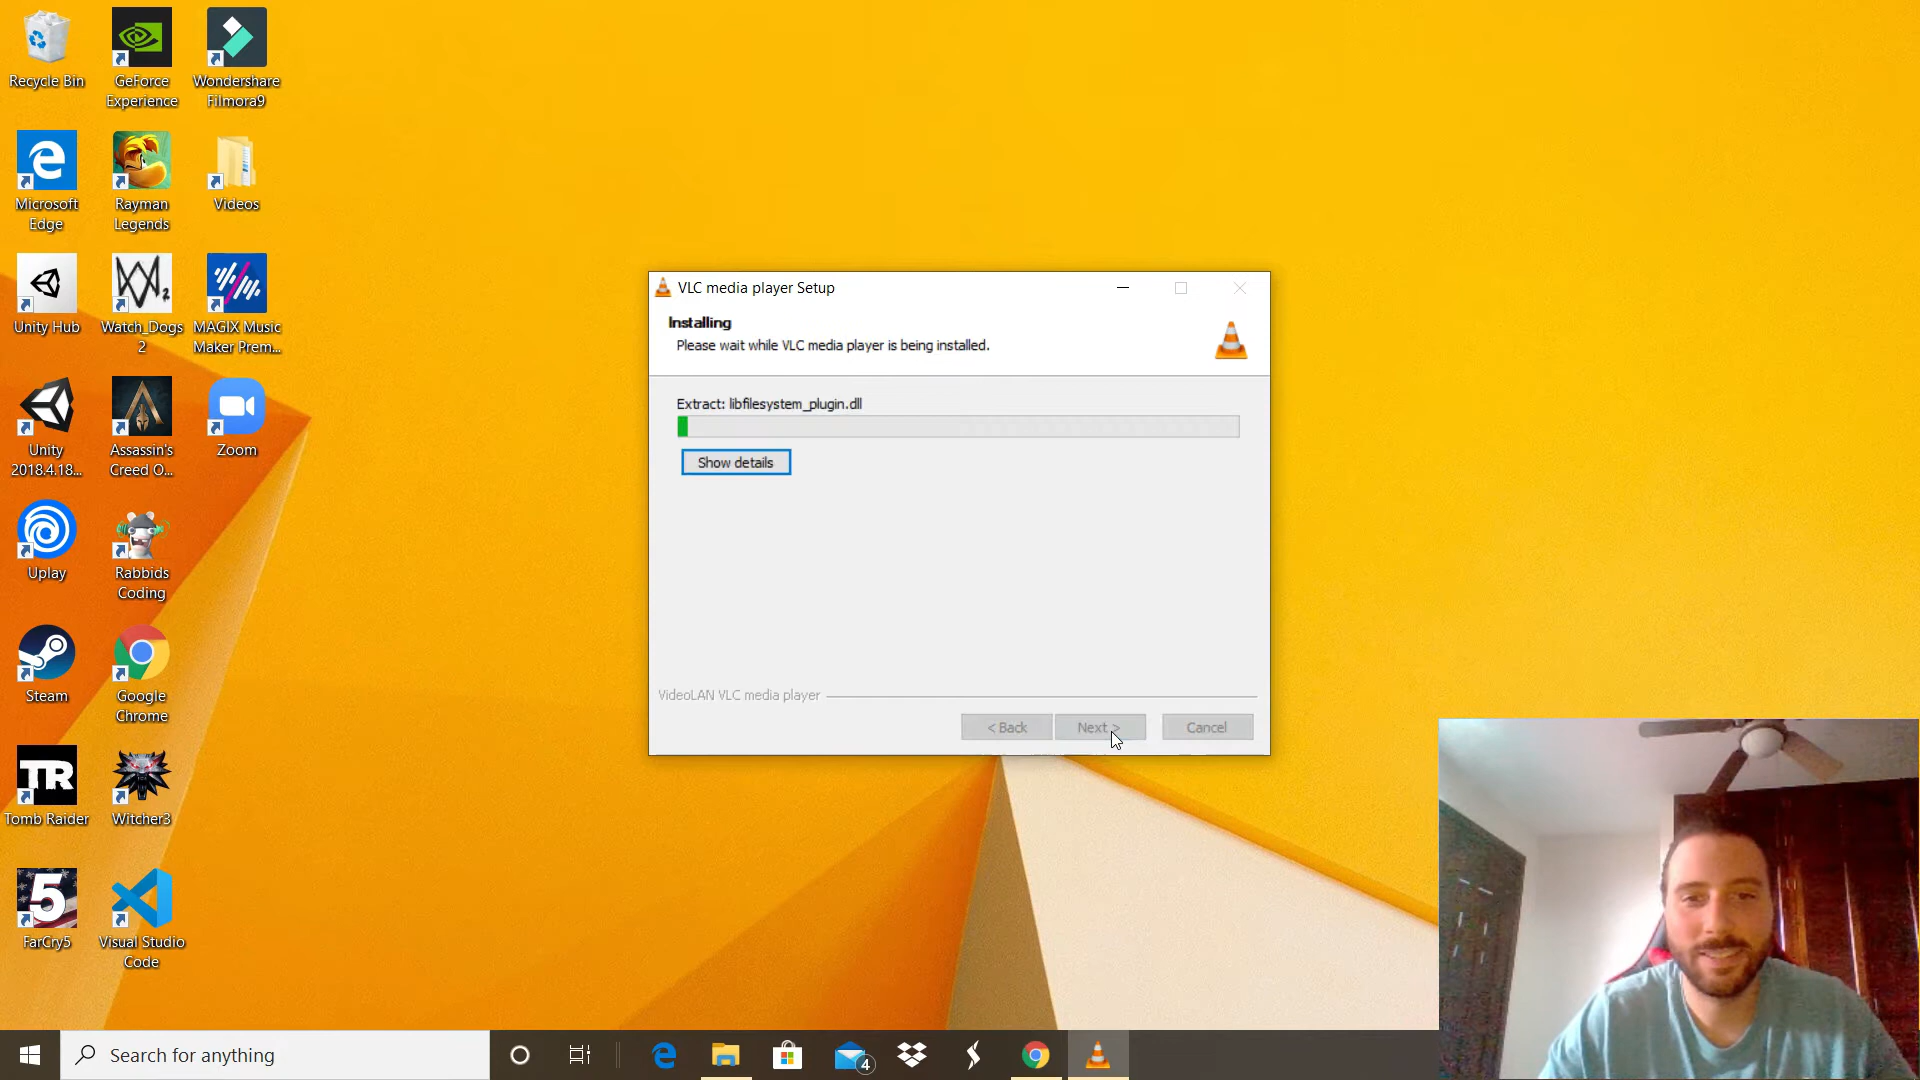 Recycle Bin
GeForce
Experience
Wondershare
Filmora9
Microsoft
Edge
Rayman
Legends
Videos
Unity Hub
Watch_Dogs
2
MAGIX Music
Maker Prem...
Unity
2018.4.18...
Assassin's
Creed O...
Zoom
Uplay
Rabbids
Coding
Steam
Google
Chrome
TR
Tomb Raider
Witcher3
5
FarCry5
Visual Studio
Code
VLC media player Setup
Installing
Please wait while VLC media player is being installed.
Extract: libfilesystem_plugin.dll
Show details
VideoLAN VLC media player
< Back
Next >
Cancel
Search for anything
4